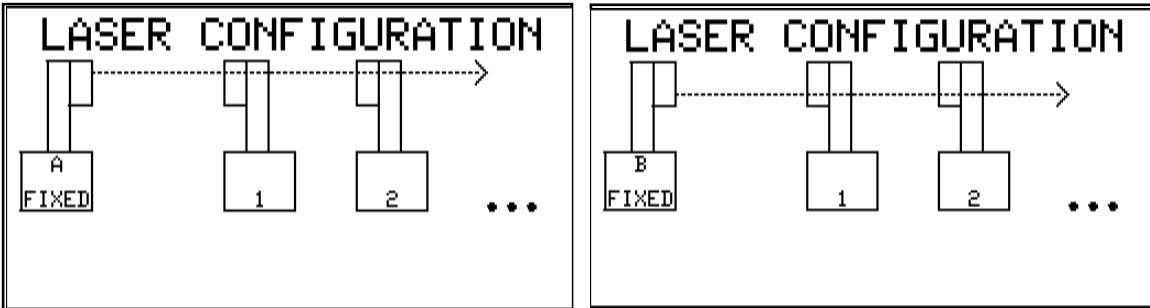 LASER CONFIGURATION
A
FIXED
1
2
...
LASER CONFIGURATION
B
FIXED
1
2
...